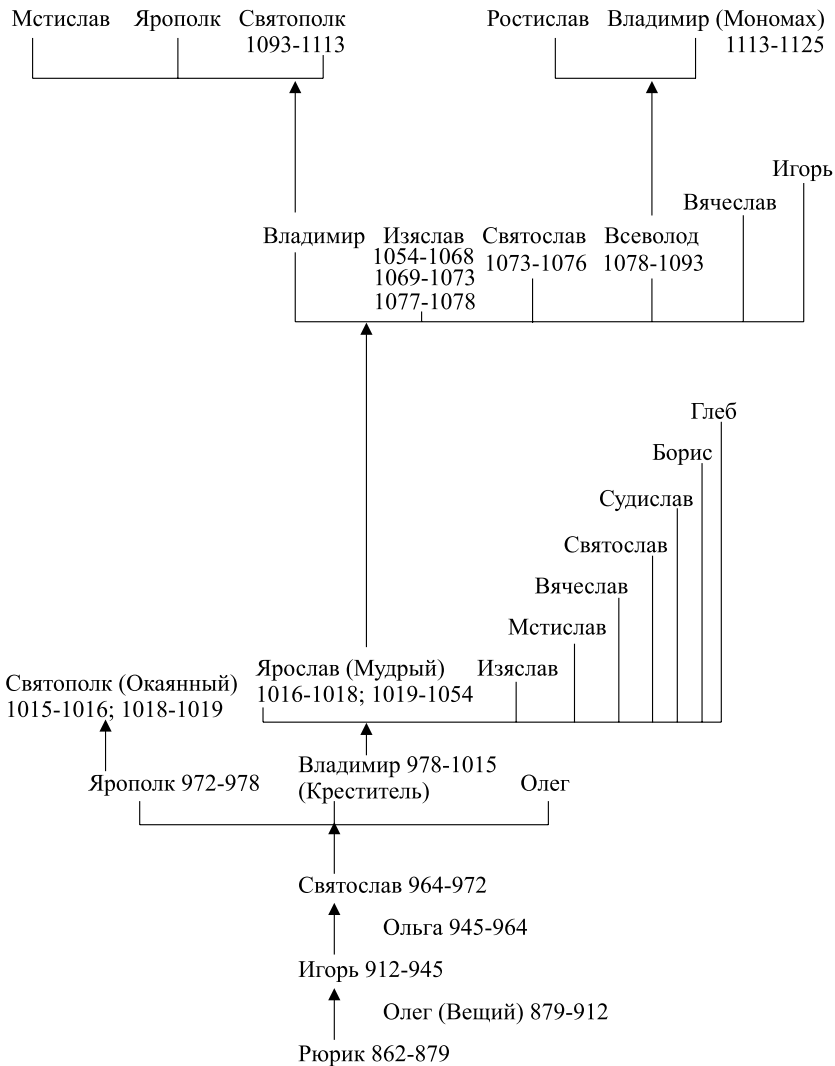 Мстислав Ярополк Святополк
1093-1113
Ростислав Владимир (Мономах)
1113-1125
Игорь
Вячеслав
Владимир Изяслав Святослав Всеволод
1054-1068
1069-1073
1077-1078
1073-1076
1078-1093
Глеб
Борис
Судислав
Святослав
Вячеслав
Мстислав
Изяслав
Ярослав (Мудрый)
1016-1018; 1019-1054
Святополк (Окаянный)
1015-1016; 1018-1019
Ярополк 972-978
Владимир 978-1015
(Креститель)
Олег
Святослав 964-972
Ольга 945-964
Игорь 912-945
Олег (Вещий) 879-912
Рюрик 862-879